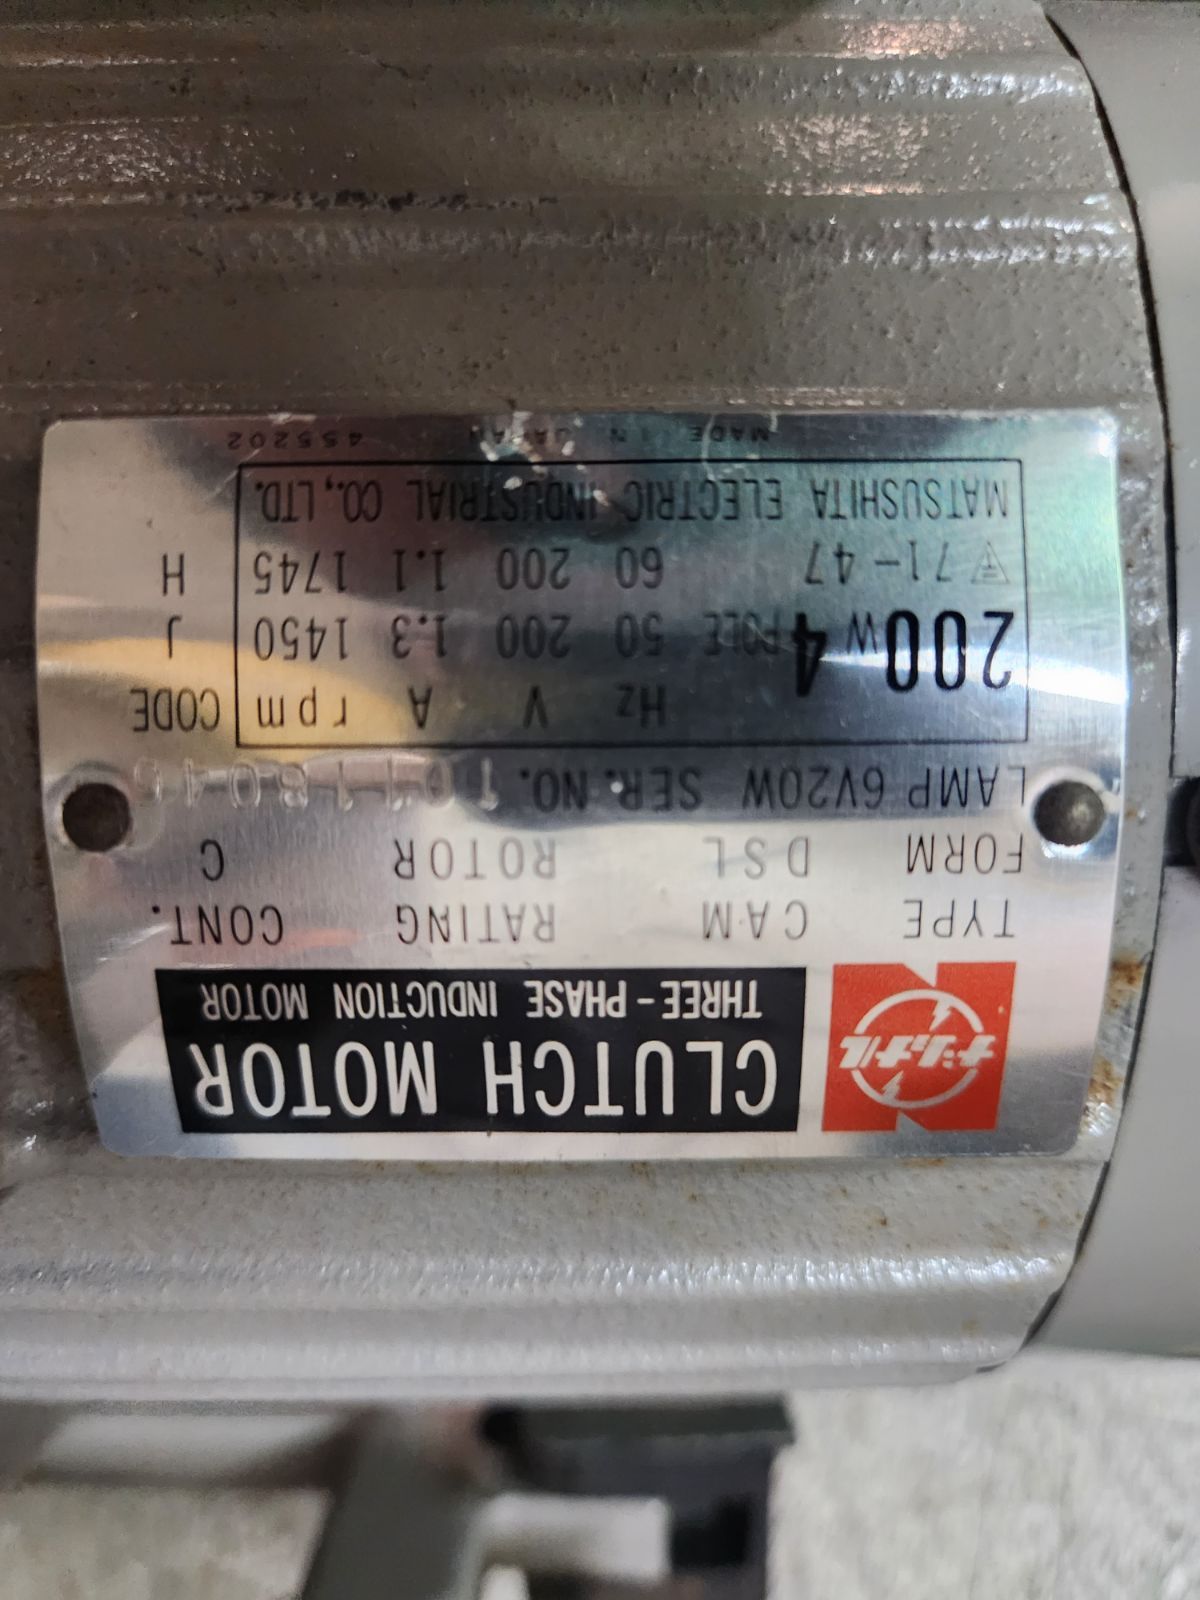 ナショナル
CLUTCH MOTOR
THREE-PHASE INDUCTION MOTOR
TYPE CAM RATING CONT.
FORM DSL ROTOR C
LAMP 6V20W SER. NO.
Hz V A rpm CODE
200W 4 POLE 50 200 1.3 1450 J
71-47 60 200 1.1 1745 H
MATSUSHITA ELECTRIC INDUSTRIAL CO., LTD.
MADE IN JAPAN 455202